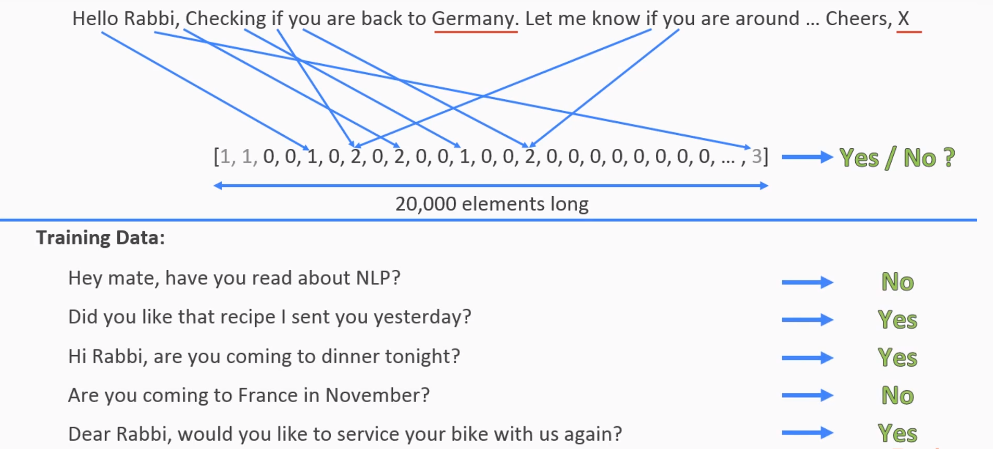 Hello Rabbi, Checking if you are back to Germany. Let me know if you are around ... Cheers, X
[1, 1, 0, 0, 1, 0, 2, 0, 2, 0, 0, 1, 0, 0, 2, 0, 0, 0, 0, 0, 0, 0, 0, ... , 3] Yes / No ?
20,000 elements long
Training Data:
Hey mate, have you read about NLP? No
Did you like that recipe I sent you yesterday? Yes
Hi Rabbi, are you coming to dinner tonight? Yes
Are you coming to France in November? No
Dear Rabbi, would you like to service your bike with us again? Yes